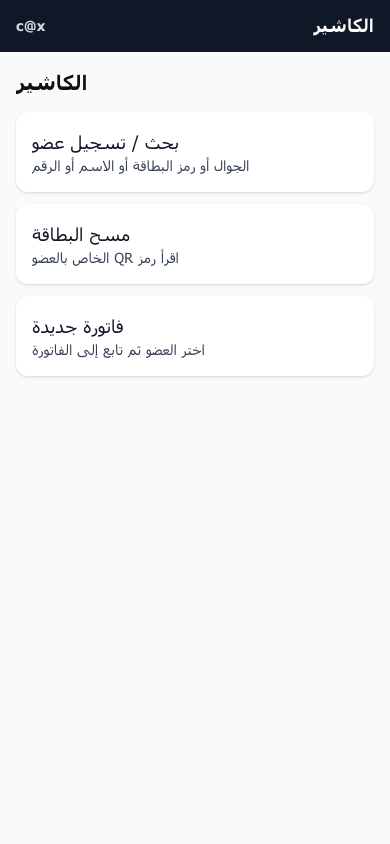 الكاشير
c@x
الكاشير
بحث / تسجيل عضو
الجوال أو رمز البطاقة أو الاسم أو الرقم
مسح البطاقة
اقرأ رمز QR الخاص بالعضو
فاتورة جديدة
اختر العضو ثم تابع إلى الفاتورة